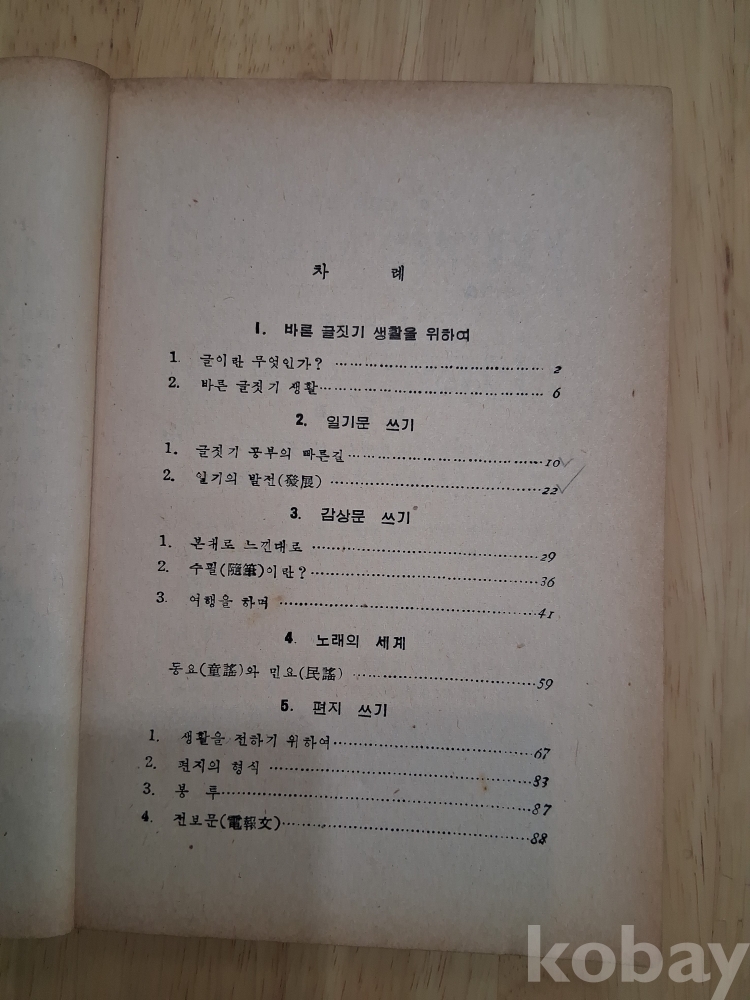 차 례
1. 바른 글짓기 생활을 위하여
1. 글이란 무엇인가? ………………………… 2
2. 바른 글짓기 생활………………………… 6
2. 일기문 쓰기
1. 글짓기 공부의 빠른길………………………10
2. 일기의 발전(發展)………………………22
3. 감상문 쓰기
1. 본대로 느낀대로 ………………………29
2. 수필(隨筆)이란?………………………36
3. 여행을 하며 ………………………41
4. 노래의 세계
동요(童謠)와 민요(民謠) ………………………59
5. 편지 쓰기
1. 생활을 전하기 위하여………………………67
2. 편지의 형식 ………………………83
3. 봉 투………………………87
4. 전보문(電報文)………………………88
kobay